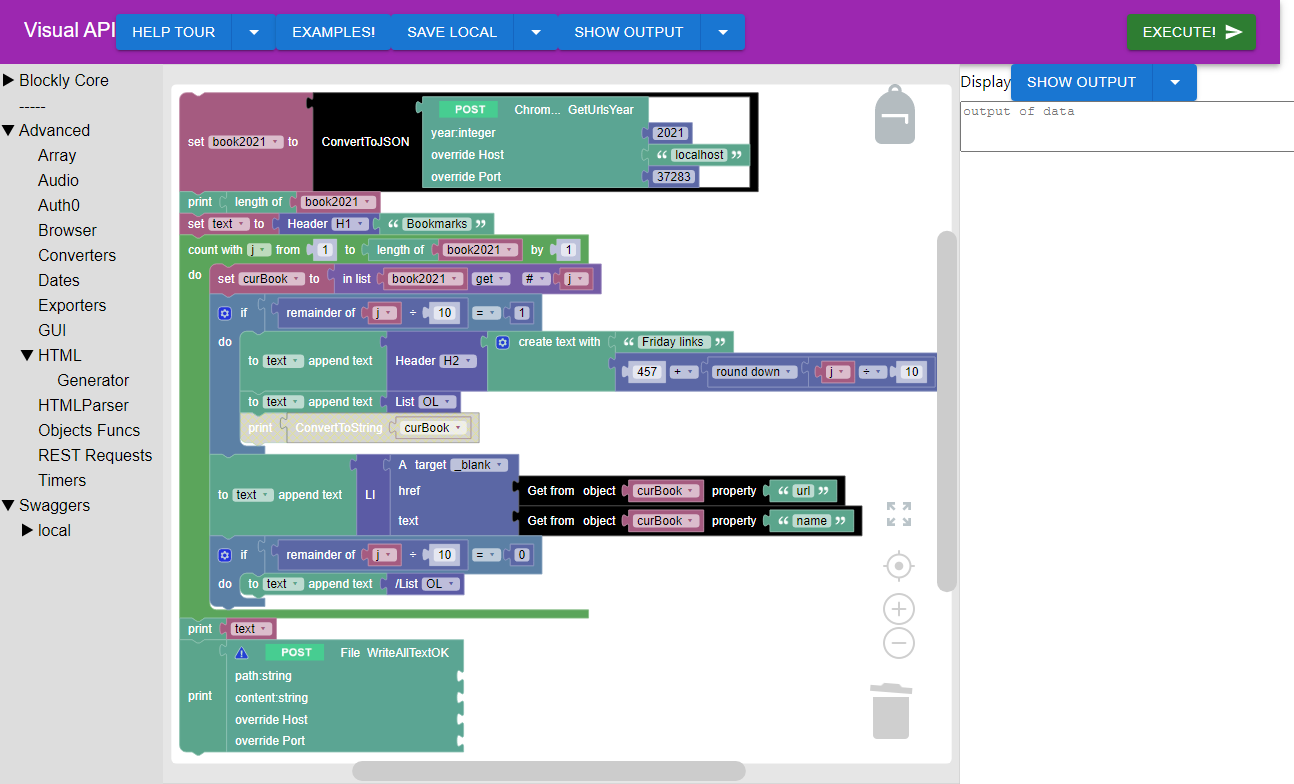 Visual API
HELP TOUR
EXAMPLES!
SAVE LOCAL
SHOW OUTPUT
EXECUTE!
Blockly Core
-----
Advanced
Array
Audio
Auth0
Browser
Converters
Dates
Exporters
GUI
HTML
Generator
HTMLParser
Objects Funcs
REST Requests
Timers
Swaggers
local
set book2021 to ConvertToJSON
POST Chrom... GetUrlsYear
year:integer 2021
override Host “ localhost ”
override Port 37283
print length of book2021
set text to Header H1 “ Bookmarks ”
count with j from 1 to length of book2021 by 1
do set curBook to in list book2021 get # j
if remainder of j ÷ 10 = 1
do to text append text Header H2 create text with “ Friday links ”
457 + round down j ÷ 10
to text append text List OL
print ConvertToString curBook
to text append text LI
A target _blank
href Get from object curBook property “ url ”
text Get from object curBook property “ name ”
if remainder of j ÷ 10 = 0
do to text append text /List OL
print text
print POST File WriteAllTextOK
path:string
content:string
override Host
override Port
Display SHOW OUTPUT
output of data